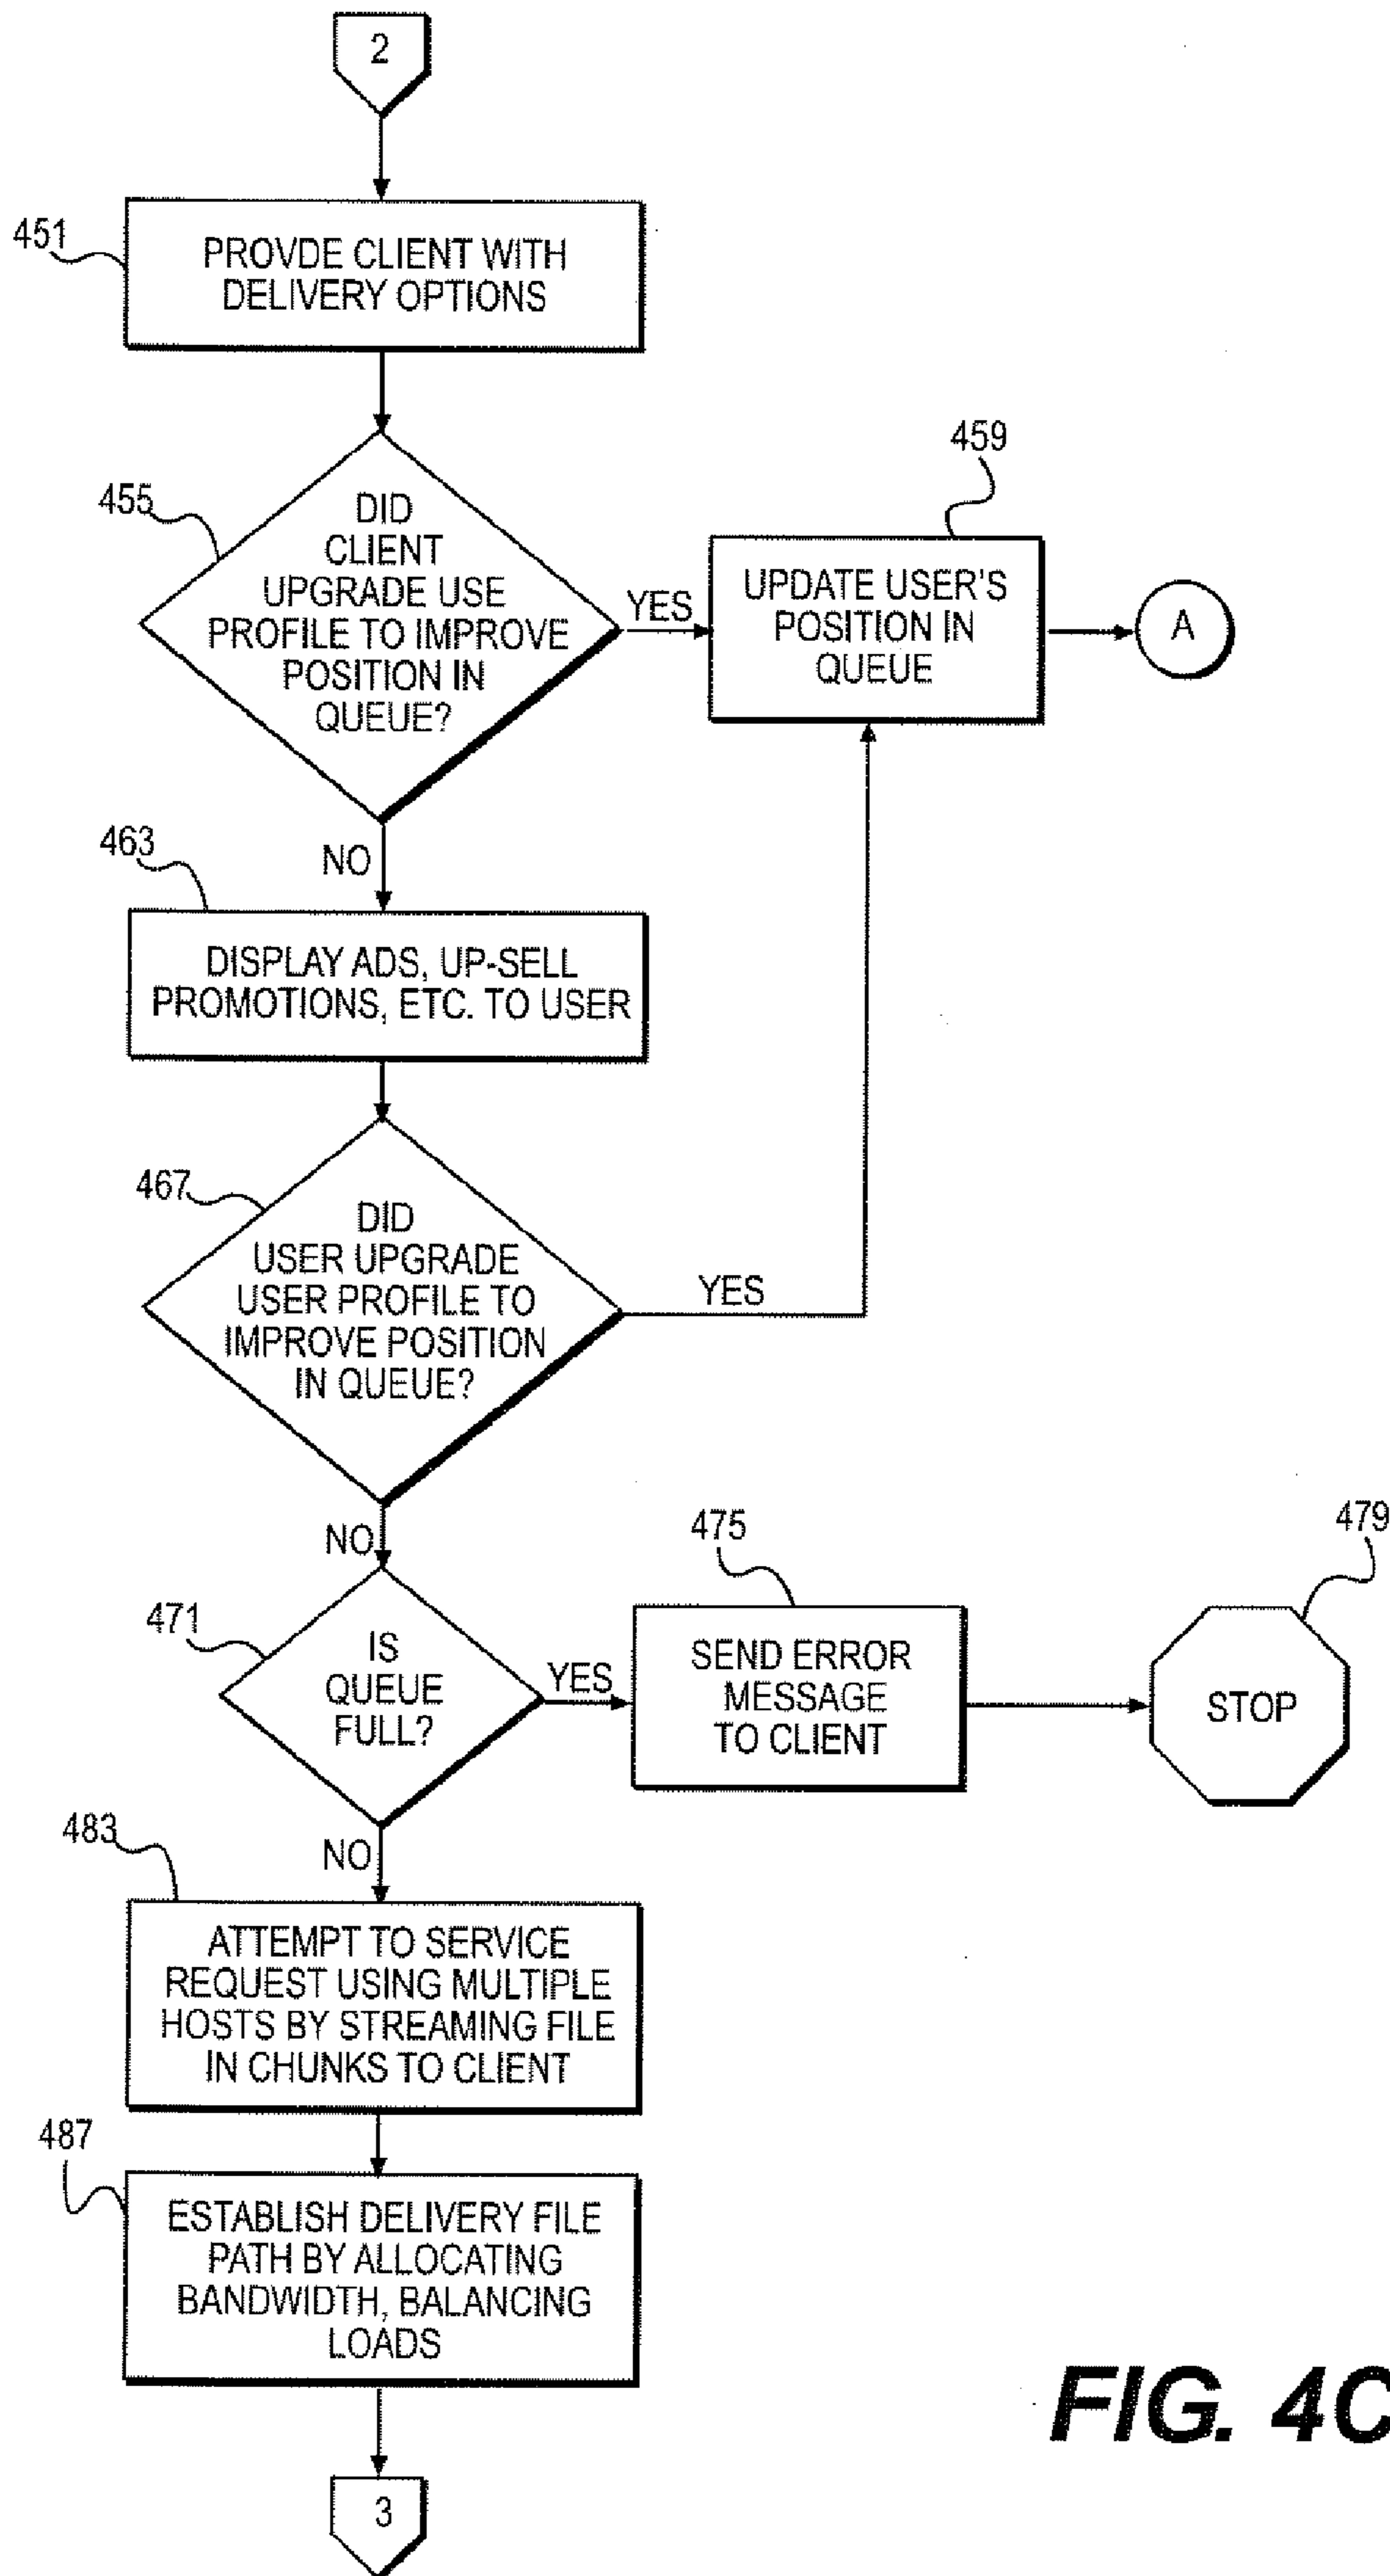 2
451
PROVDE CLIENT WITH
DELIVERY OPTIONS
455
DID
CLIENT
UPGRADE USE
PROFILE TO IMPROVE
POSITION IN
QUEUE?
YES
459
UPDATE USER'S
POSITION IN
QUEUE
A
NO
463
DISPLAY ADS, UP-SELL
PROMOTIONS, ETC. TO USER
467
DID
USER UPGRADE
USER PROFILE TO
IMPROVE POSITION
IN QUEUE?
YES
NO
471
IS
QUEUE
FULL?
YES
475
SEND ERROR
MESSAGE
TO CLIENT
479
STOP
NO
483
ATTEMPT TO SERVICE
REQUEST USING MULTIPLE
HOSTS BY STREAMING FILE
IN CHUNKS TO CLIENT
487
ESTABLISH DELIVERY FILE
PATH BY ALLOCATING
BANDWIDTH, BALANCING
LOADS
3
FIG. 4C